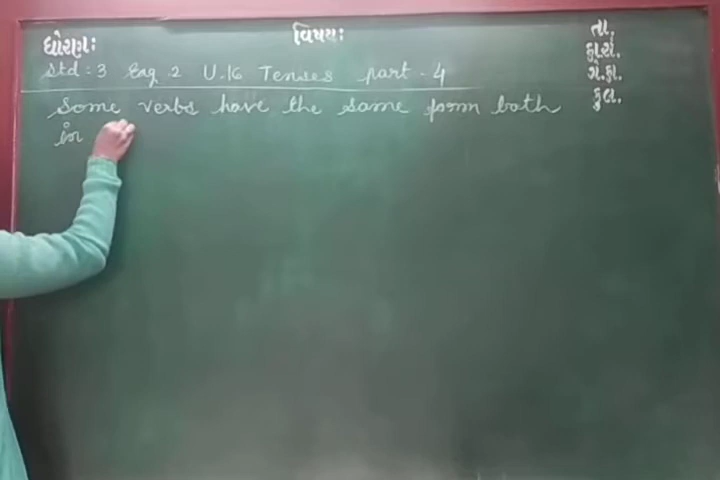 ધોરણ: વિષય: તા.
Std : 3 Eng. 2 U-16 Tenses part - 4
Some verbs have the same form both
in
કુ.સં.
ગે.હા.
કુલ.